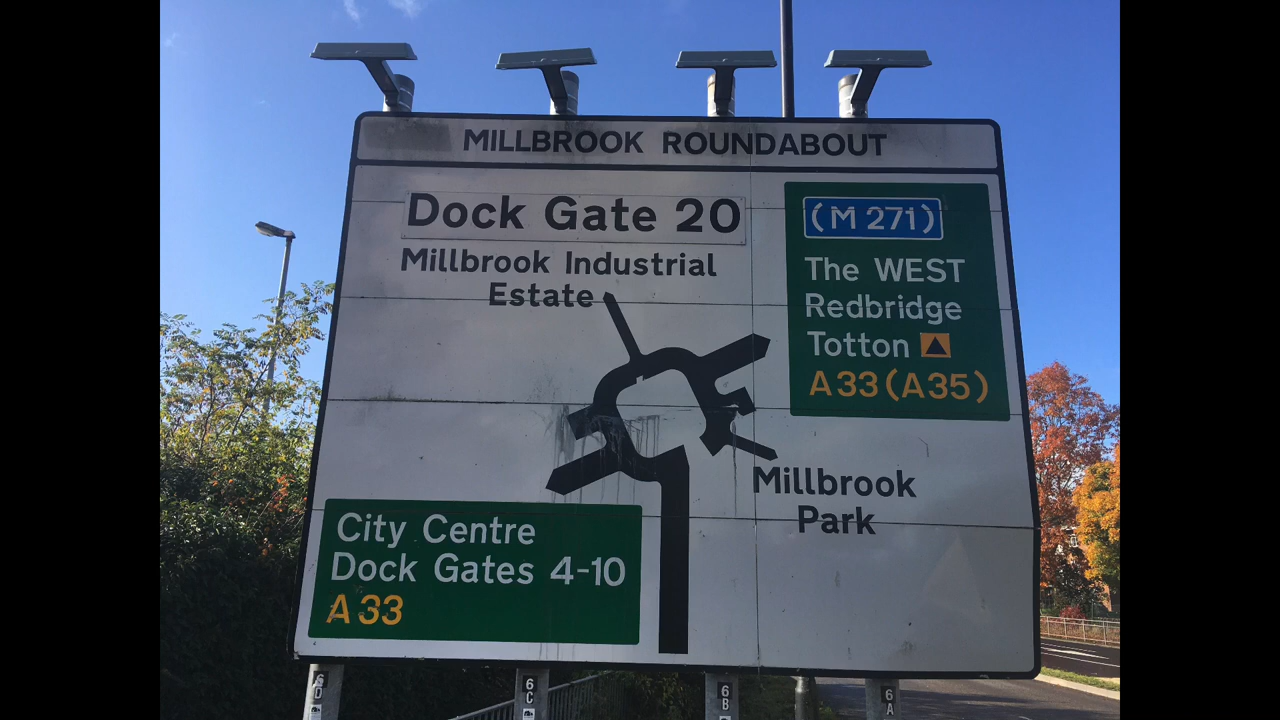 MILLBROOK ROUNDABOUT
Dock Gate 20
Millbrook Industrial
Estate
(M 271)
The WEST
Redbridge
Totton
A33(A35)
Millbrook
Park
City Centre
Dock Gates 4-10
A33
6D
6C
6B
6A